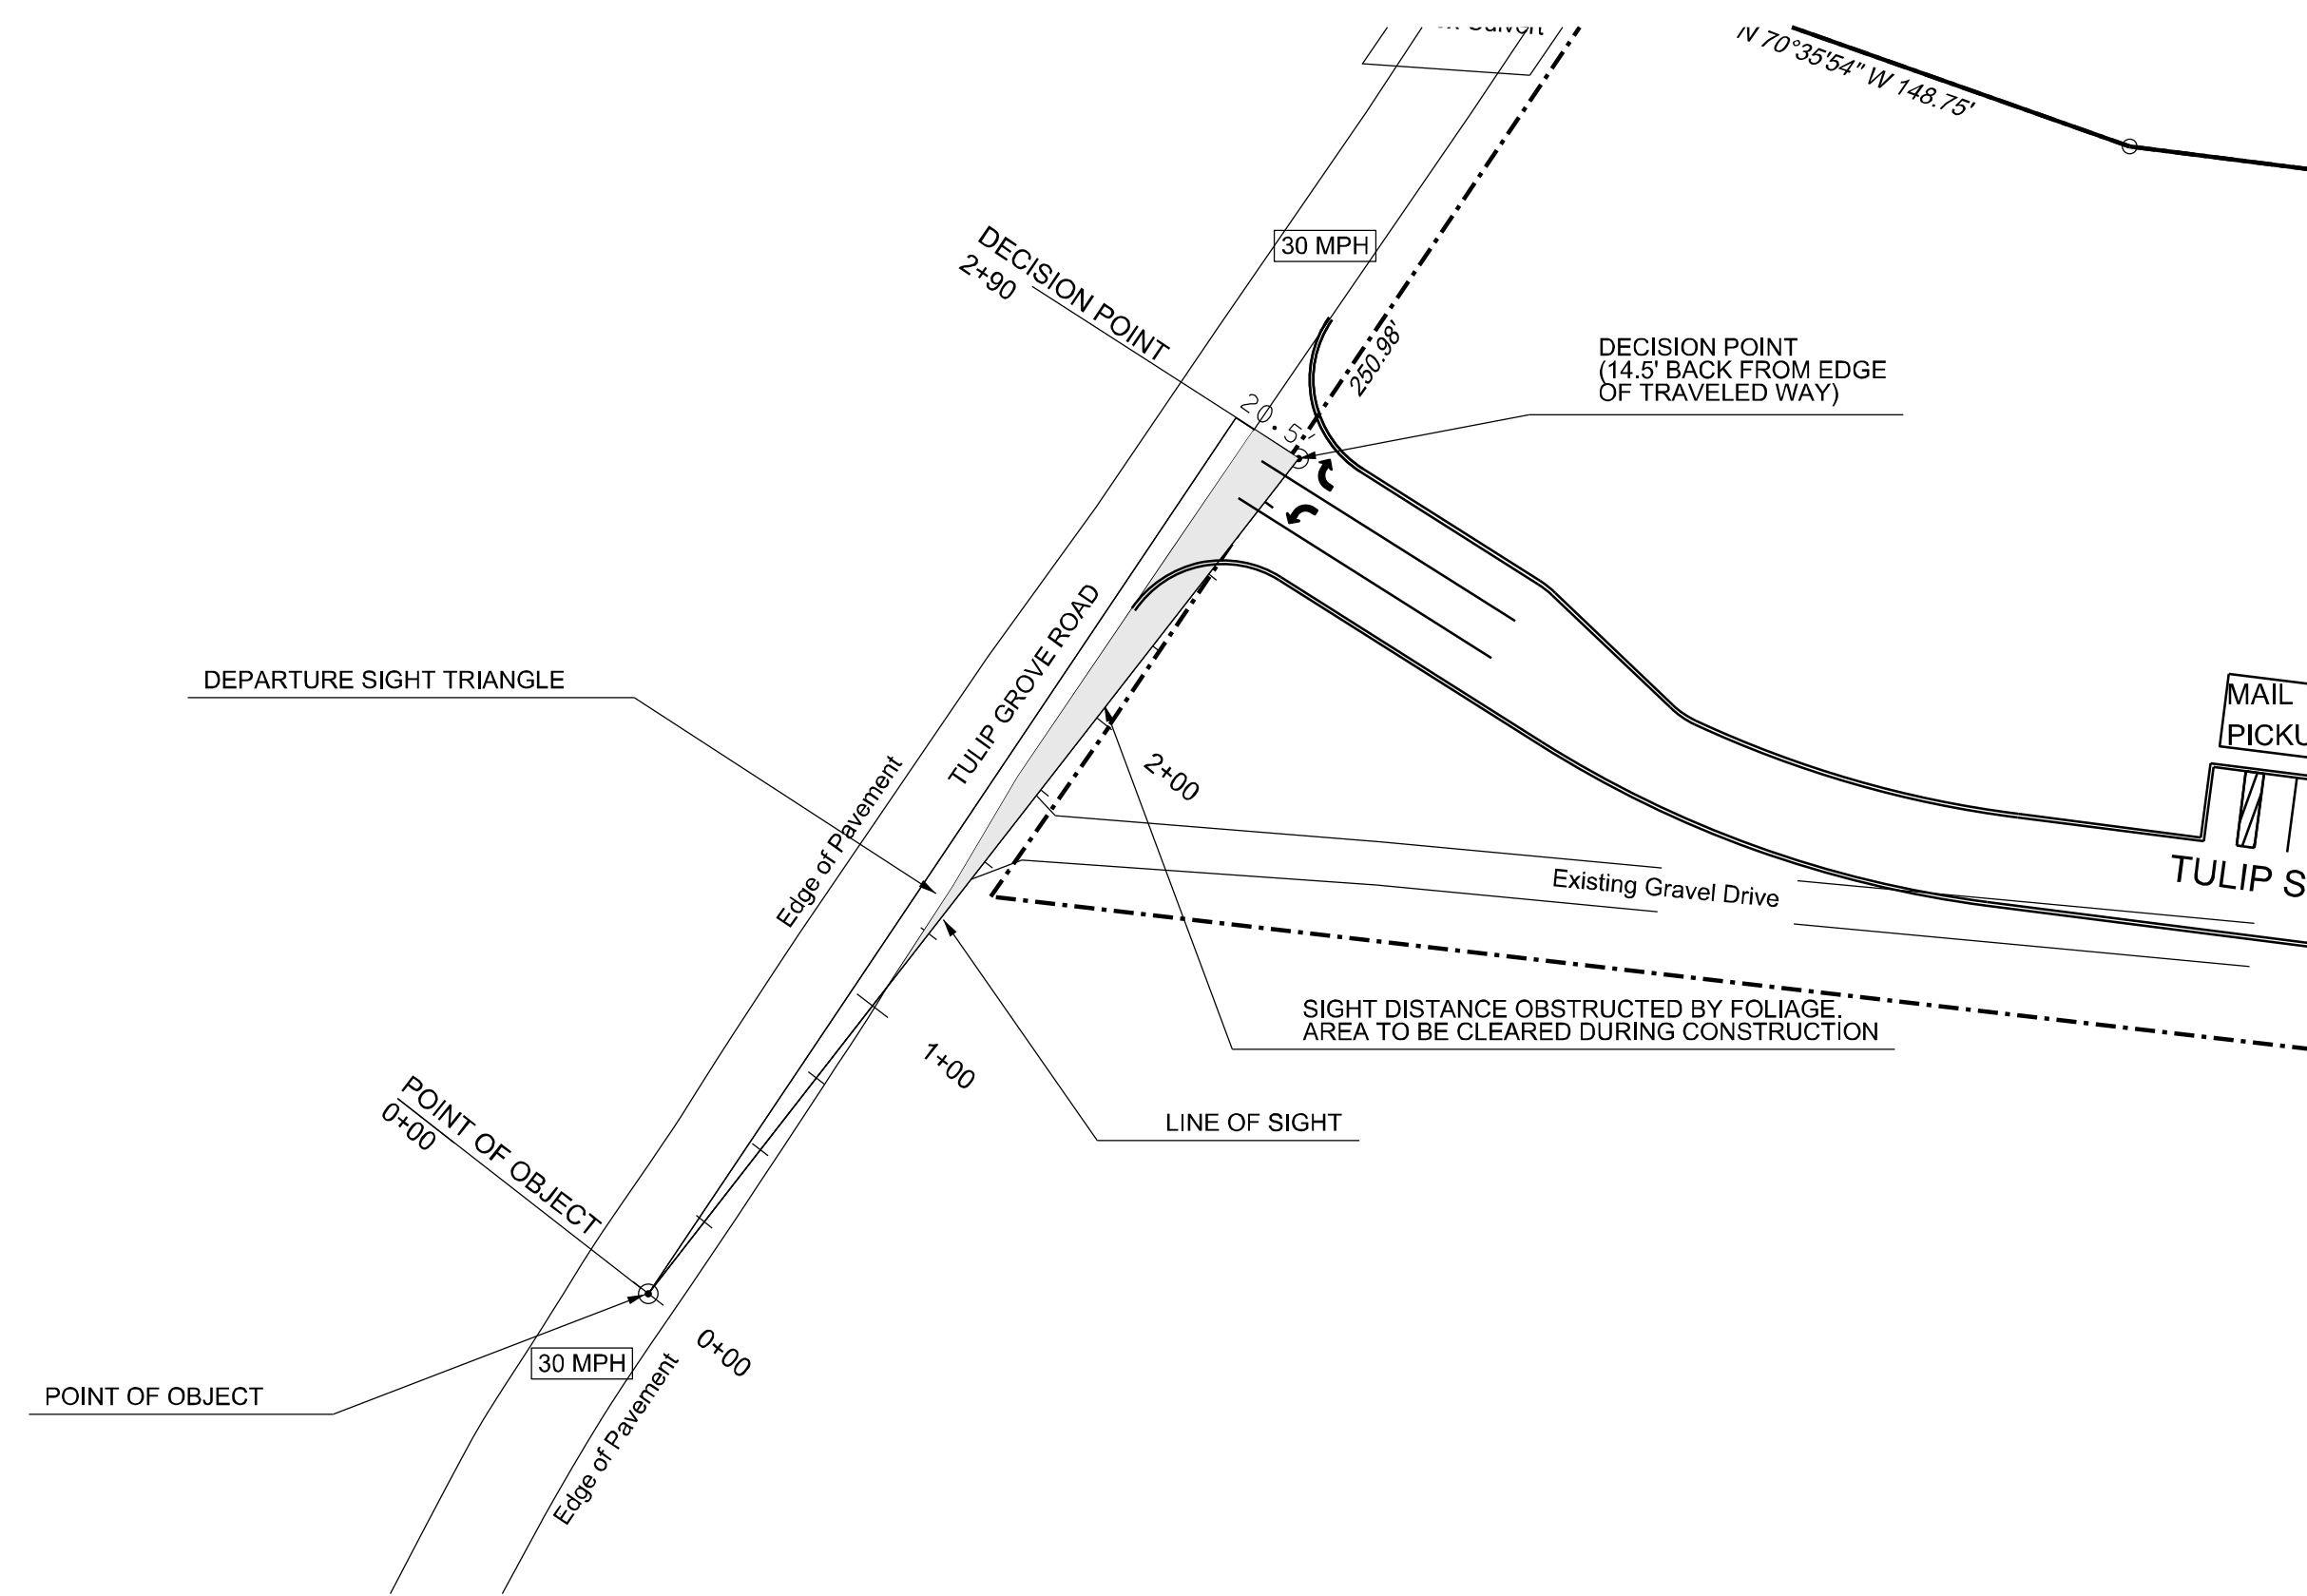 N 70°35'54" W 148.75'
30 MPH
DECISION POINT
2+90
250.98'
20.5'
DECISION POINT
(14.5' BACK FROM EDGE
OF TRAVELED WAY)
TULIP GROVE ROAD
DEPARTURE SIGHT TRIANGLE
MAIL
PICKU
Edge of Pavement
2+00
TULIP S
Existing Gravel Drive
SIGHT DISTANCE OBSTRUCTED BY FOLIAGE.
AREA TO BE CLEARED DURING CONSTRUCTION
1+00
LINE OF SIGHT
POINT OF OBJECT
0+00
0+00
30 MPH
POINT OF OBJECT
Edge of Pavement